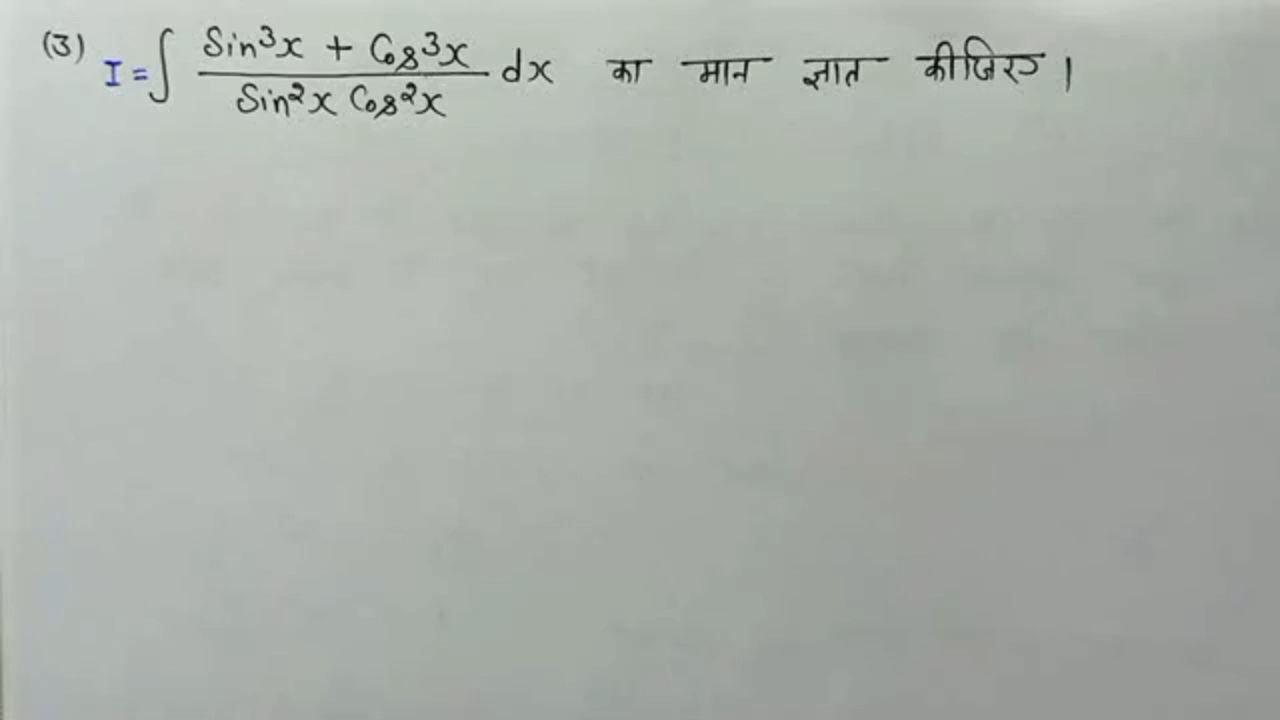 (3) I = ∫ (Sin³x + Cos³x) / (Sin²x Cos²x) dx का मान ज्ञात कीजिए ।